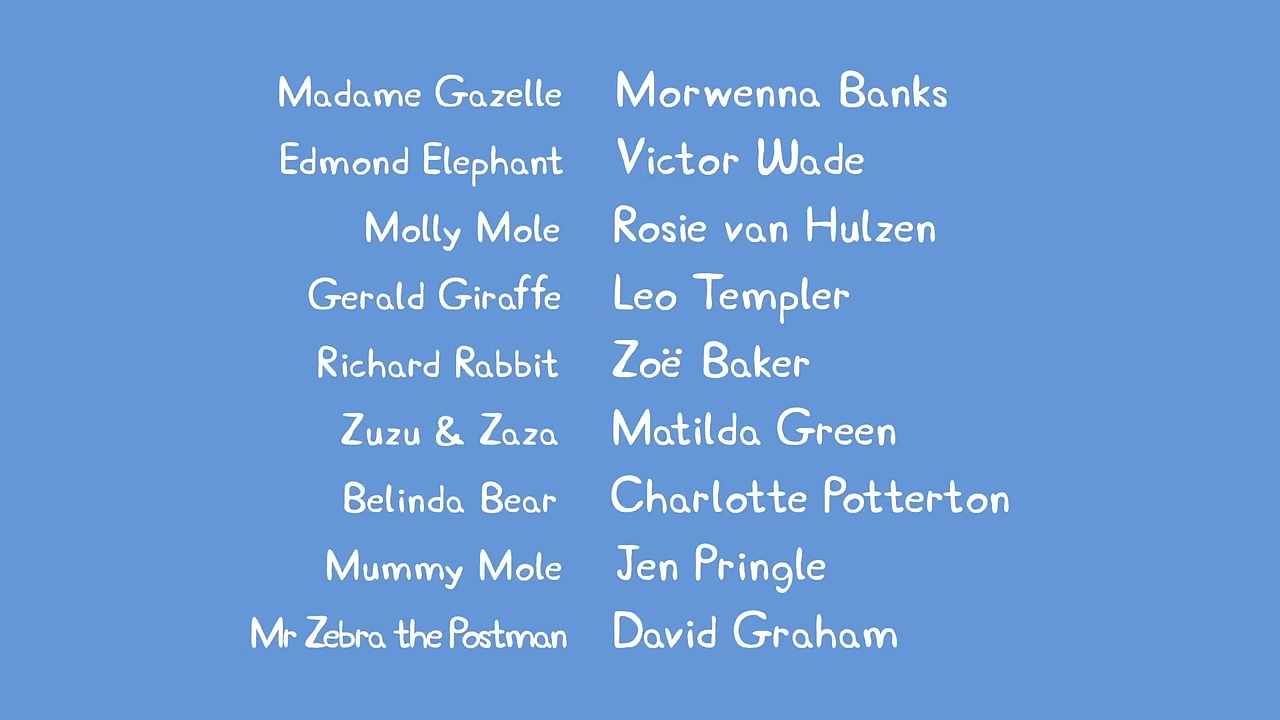 Madame Gazelle Morwenna Banks
Edmond Elephant Victor Wade
Molly Mole Rosie van Hulzen
Gerald Giraffe Leo Templer
Richard Rabbit Zoë Baker
Zuzu & Zaza Matilda Green
Belinda Bear Charlotte Potterton
Mummy Mole Jen Pringle
Mr Zebra the Postman David Graham